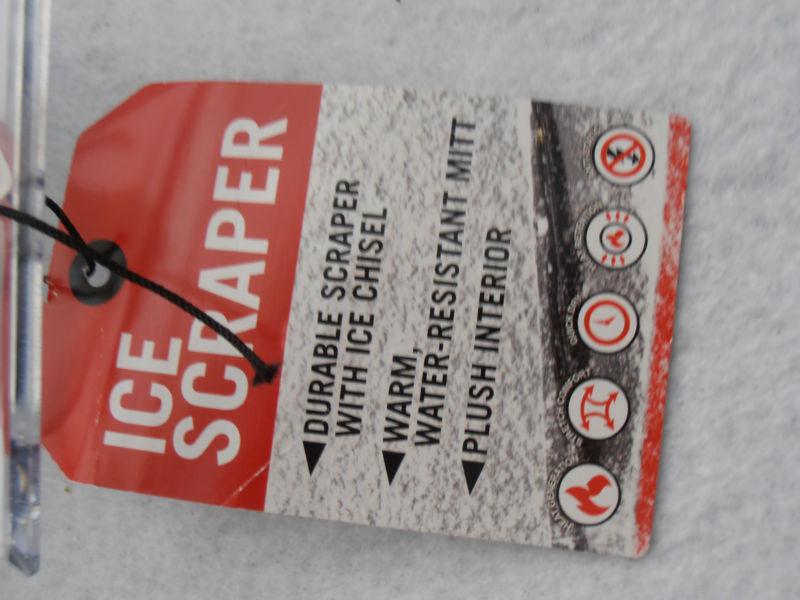 ICE
SCRAPER
DURABLE SCRAPER
WITH ICE CHISEL
WARM,
WATER-RESISTANT MITT
PLUSH INTERIOR